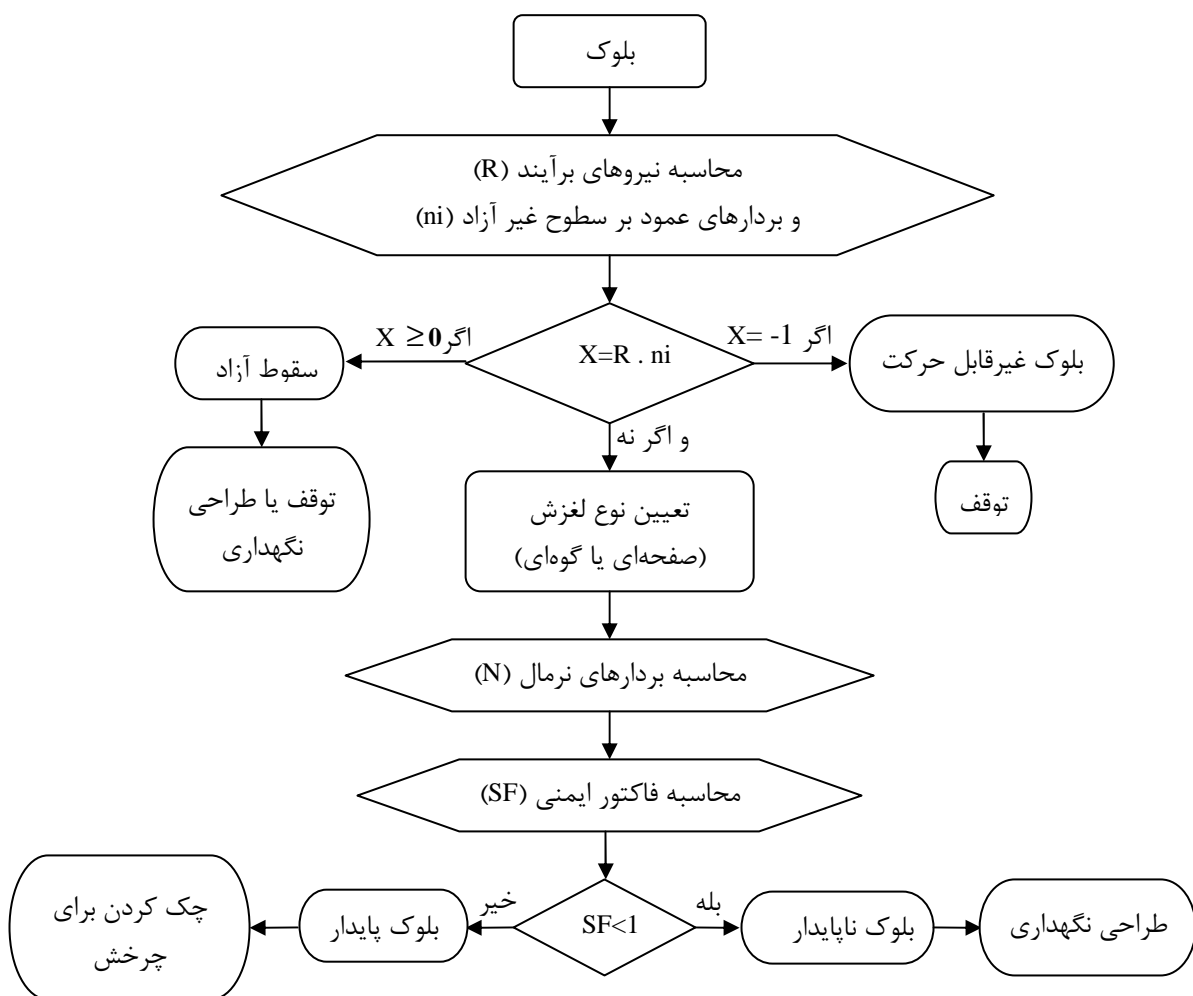 بلوک
محاسبه نیروهای برآیند (R)
و بردارهای عمود بر سطوح غیر آزاد (ni)
اگر X ≥0
X=R . ni
اگر X= -1
سقوط آزاد
بلوک غیرقابل حرکت
و اگر نه
توقف یا طراحی
نگهداری
تعیین نوع لغزش
(صفحه‌ای یا گوه‌ای)
توقف
محاسبه بردارهای نرمال (N)
محاسبه فاکتور ایمنی (SF)
چک کردن برای
چرخش
بلوک پایدار
خیر
SF<1
بله
بلوک ناپایدار
طراحی نگهداری